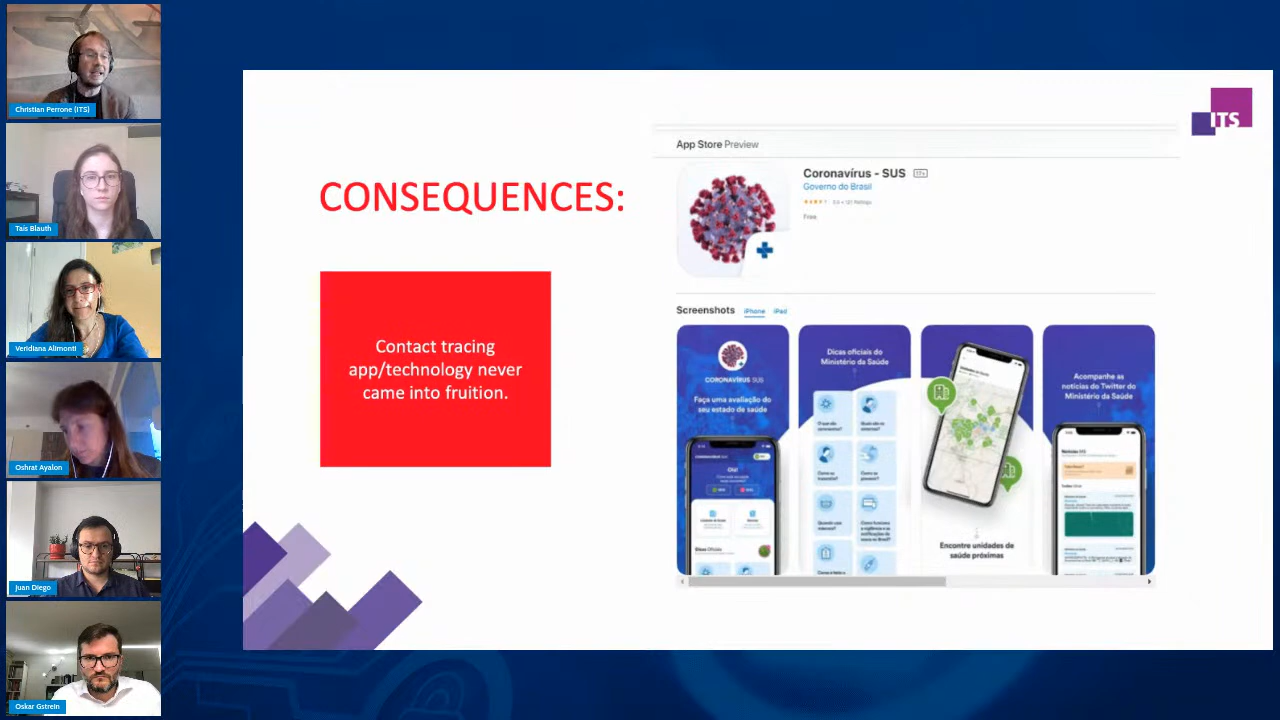 Christian Perrone (ITS)
Taís Blauth
Veridiana Alimonti
Oshrat Ayalon
Juan Diego
Oskar Gstrein
ITS
CONSEQUENCES:
Contact tracing
app/technology never
came into fruition.
App Store Preview
Coronavírus - SUS 17+
Governo do Brasil
Free
Screenshots iPhone iPad
CORONAVÍRUS SUS
Faça uma avaliação do
seu estado de saúde
Oi!
Dicas oficiais do
Ministério da Saúde
Encontre unidades de
saúde próximas
Acompanhe as
notícias do Twitter do
Ministério da Saúde